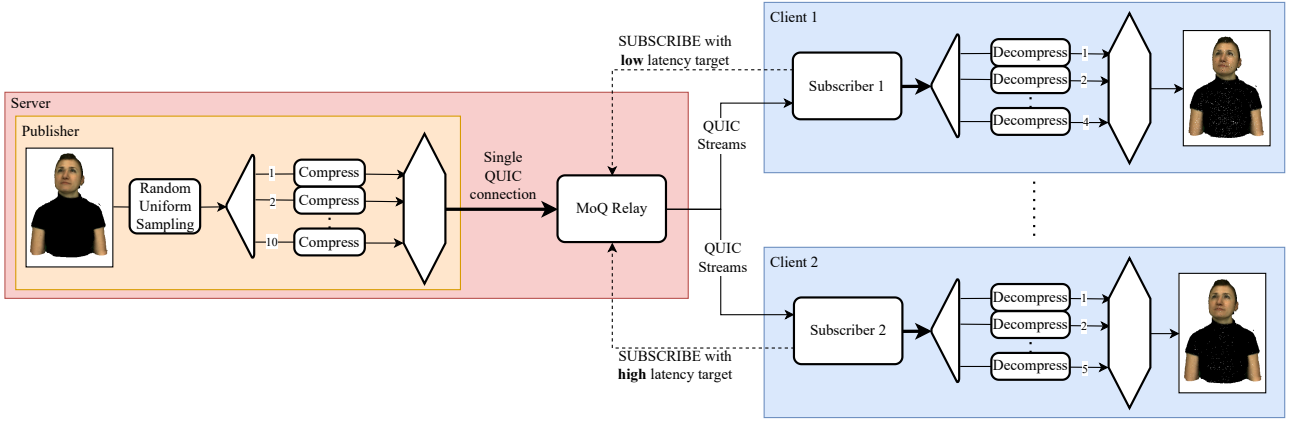 Server
Publisher
Random
Uniform
Sampling
1
Compress
2
Compress
10
Compress
Single
QUIC
connection
MoQ Relay
SUBSCRIBE with
low latency target
QUIC
Streams
QUIC
Streams
SUBSCRIBE with
high latency target
Client 1
Subscriber 1
Decompress
1
Decompress
2
Decompress
4
Client 2
Subscriber 2
Decompress
1
Decompress
2
Decompress
5